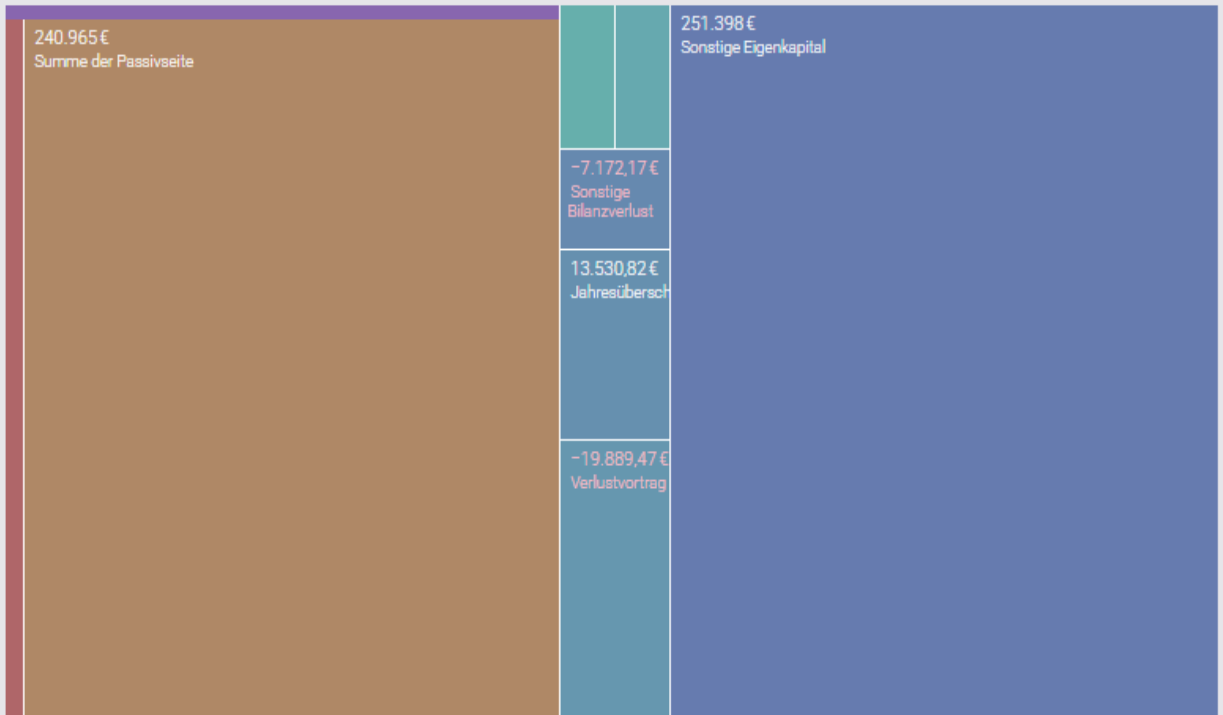 240.965 €
Summe der Passivseite
−7.172,17 €
Sonstige
Bilanzverlust
13.530,82 €
Jahresübersch
−19.889,47 €
Verlustvortrag
251.398 €
Sonstige Eigenkapital